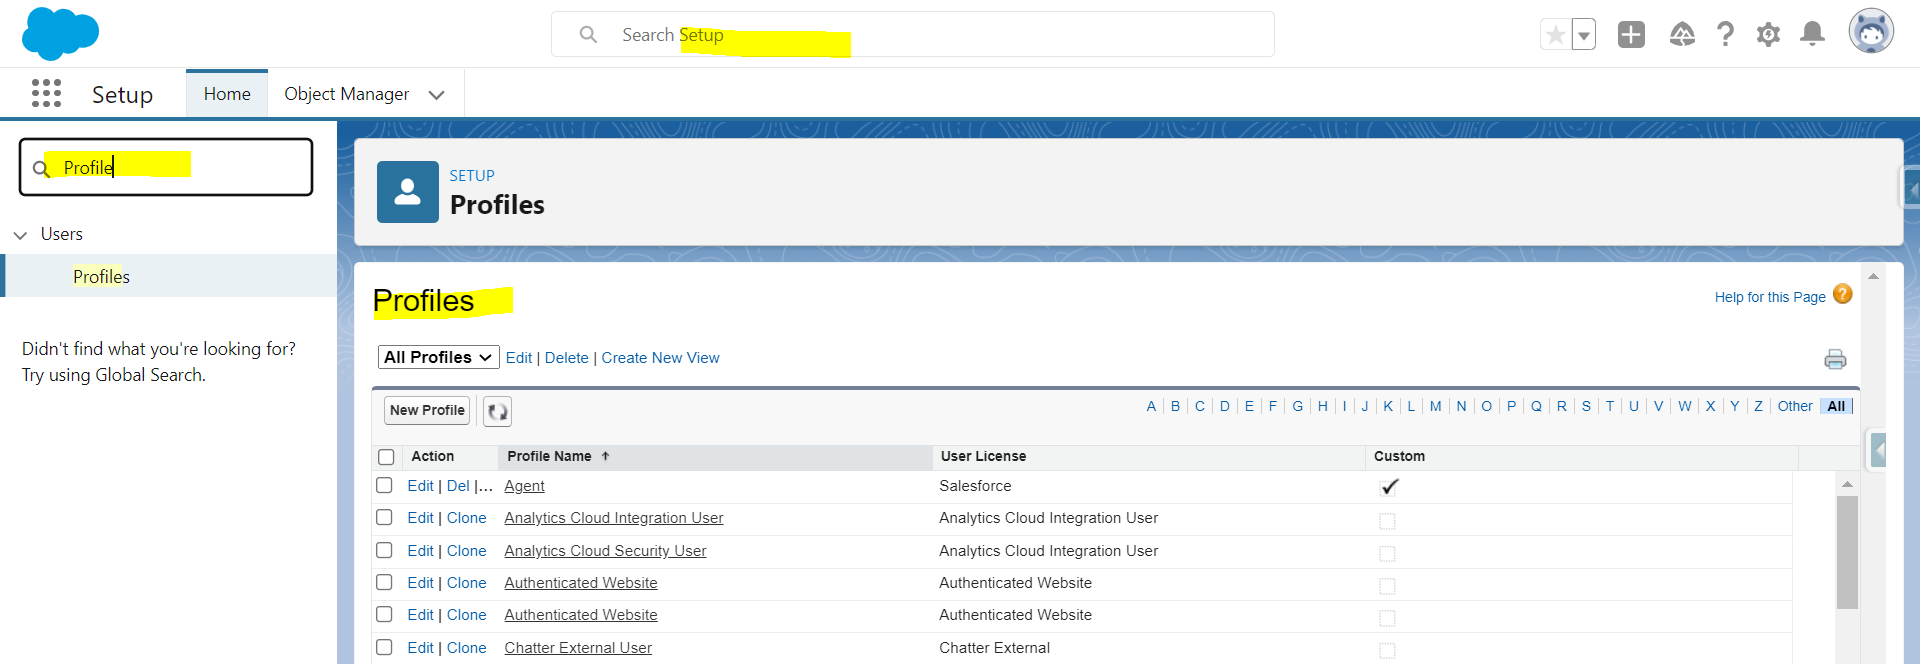 Search Setup
Setup Home Object Manager
Profile
Users
Profiles
Didn't find what you're looking for?
Try using Global Search.
SETUP
Profiles
Profiles
Help for this Page ?
All Profiles Edit | Delete | Create New View
New Profile A B C D E F G H I J K L M N O P Q R S T U V W X Y Z Other All
Action Profile Name ↑ User License Custom
Edit | Del |... Agent Salesforce
Edit | Clone Analytics Cloud Integration User Analytics Cloud Integration User
Edit | Clone Analytics Cloud Security User Analytics Cloud Integration User
Edit | Clone Authenticated Website Authenticated Website
Edit | Clone Authenticated Website Authenticated Website
Edit | Clone Chatter External User Chatter External